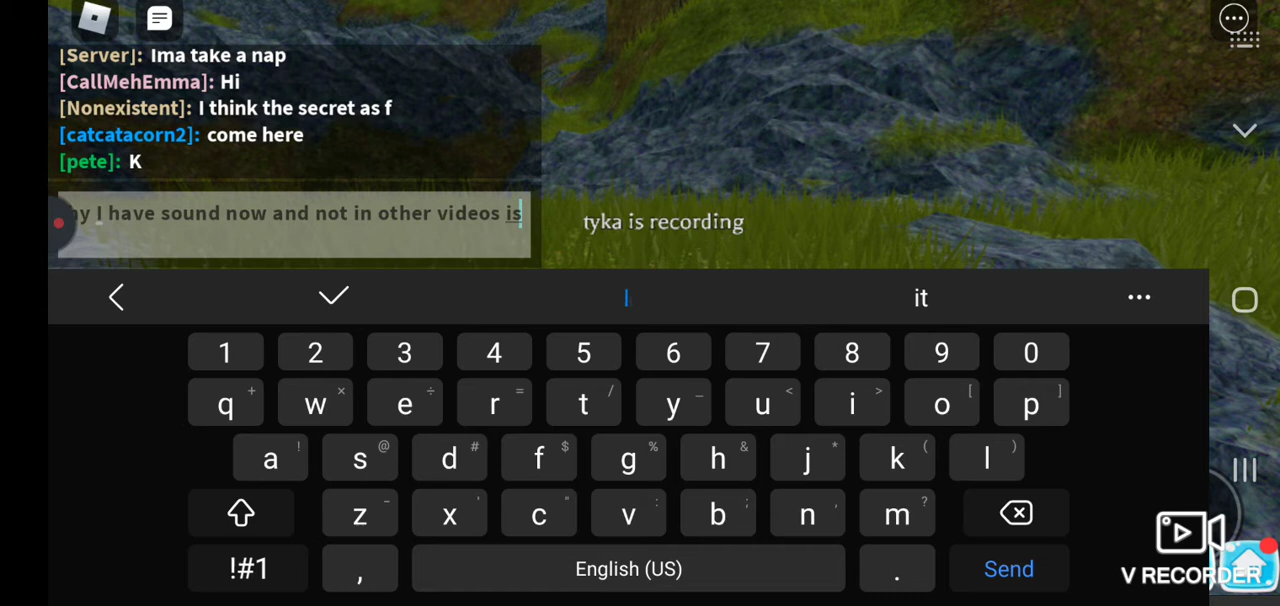 [Server]: Ima take a nap
[CallMehEmma]: Hi
[Nonexistent]: I think the secret as f
[catcatacorn2]: come here
[pete]: K
hy I have sound now and not in other videos is
tyka is recording
I it
1 2 3 4 5 6 7 8 9 0
+ × ÷ = / _ < > [ ]
q w e r t y u i o p
! @ # $ % & * ( )
a s d f g h j k l
- ' " : ; , ?
z x c v b n m
!#1 , English (US) . Send
V RECORDER